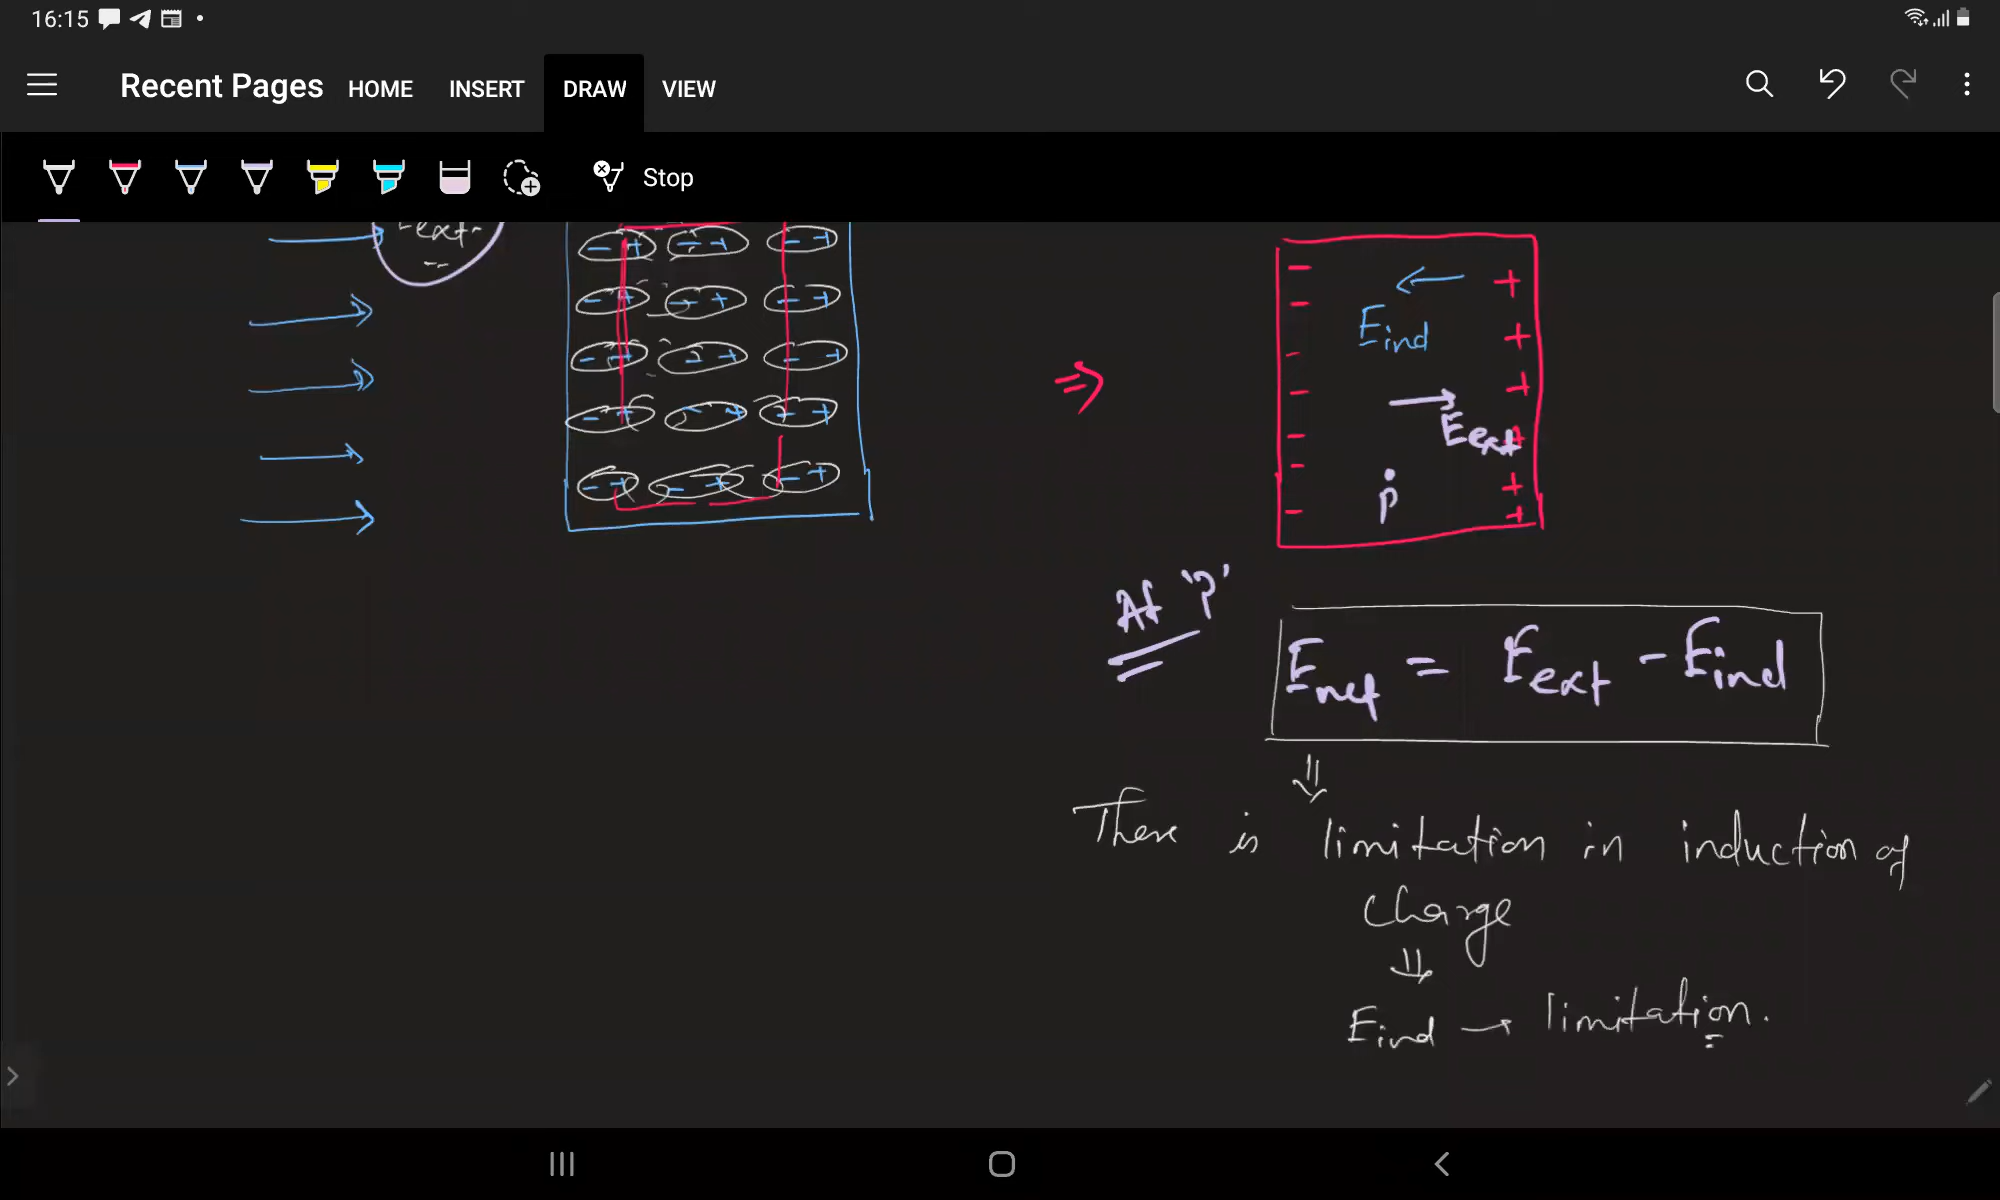 16:15
Recent Pages HOME INSERT DRAW VIEW
Stop
Eext
- + - + - +
- + - + - +
- + - + - +
- + - + - +
- + - + - +
⇒
Eind
Eext
p
At 'P'
Enet = Eext - Eind
⇓
There is limitation in induction of
charge
⇓
Eind → limitation.